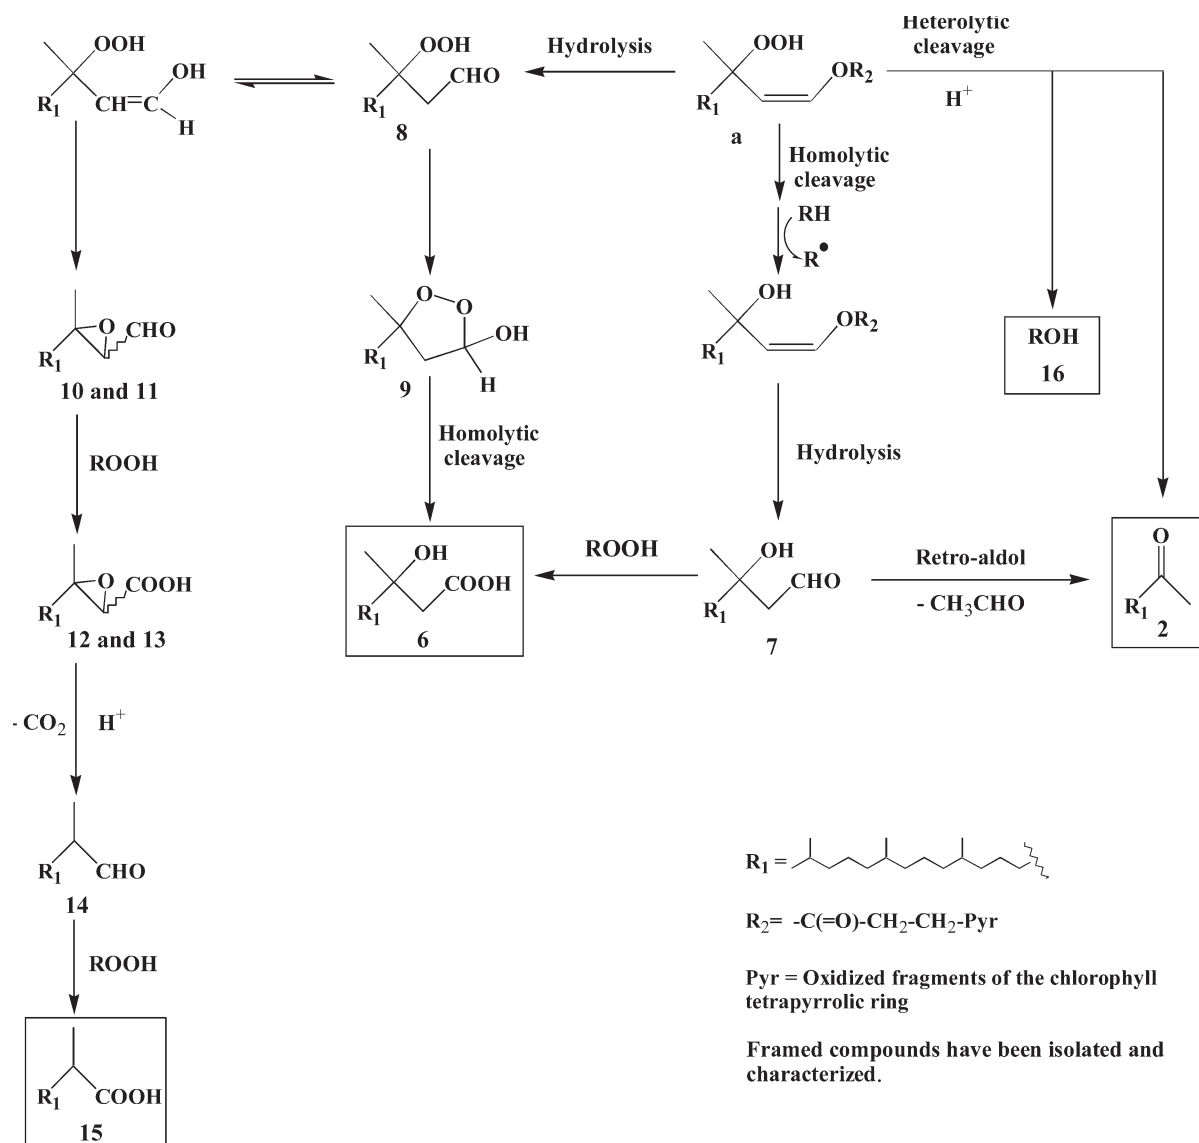 Heterolytic
cleavage
OOH
OH
R1
CH=C
H
OOH
CHO
R1
8
Hydrolysis
OOH
OR2
R1
a
H+
Homolytic
cleavage
RH
R•
O
CHO
R1
10 and 11
O
O
OH
R1
H
9
OH
OR2
R1
ROH
16
ROOH
Homolytic
cleavage
Hydrolysis
O
COOH
R1
12 and 13
OH
COOH
R1
6
ROOH
OH
CHO
R1
7
Retro-aldol
- CH3CHO
O
R1
2
- CO2 H+
R1
CHO
14
ROOH
R1
COOH
15
R1 =
R2= -C(=O)-CH2-CH2-Pyr
Pyr = Oxidized fragments of the chlorophyll
tetrapyrrolic ring
Framed compounds have been isolated and
characterized.